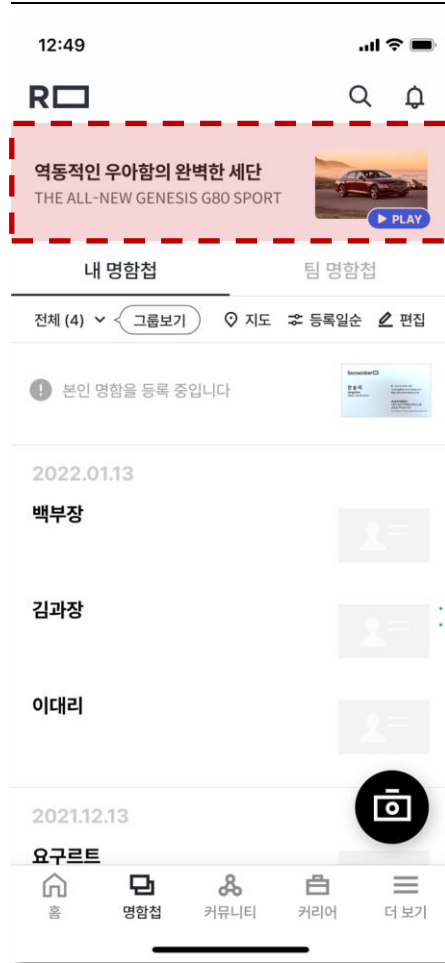 12:49
R
역동적인 우아함의 완벽한 세단
THE ALL-NEW GENESIS G80 SPORT
PLAY
내 명함첩 팀 명함첩
전체 (4) 그룹보기 지도 등록일순 편집
본인 명함을 등록 중입니다
Remember
2022.01.13
백부장
김과장
이대리
2021.12.13
요구르트
홈 명함첩 커뮤니티 커리어 더 보기